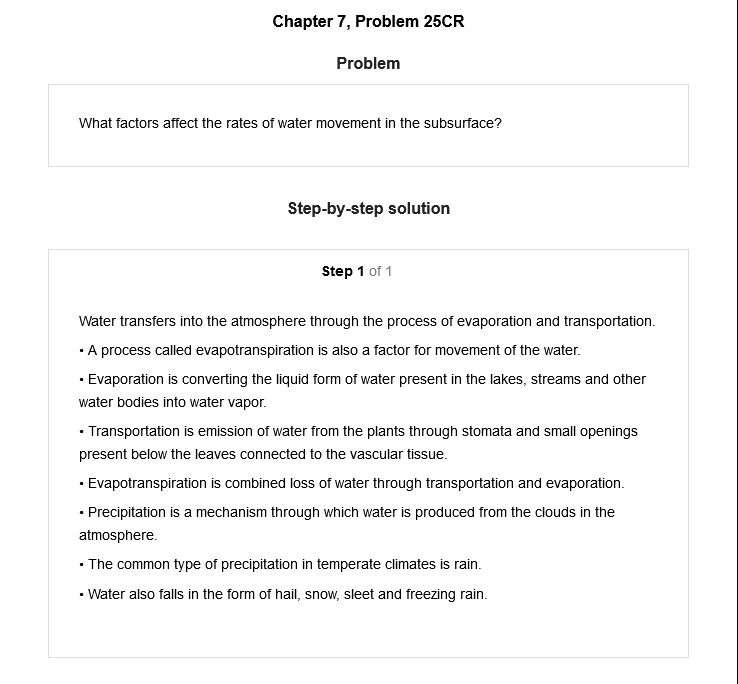 Chapter 7, Problem 25CR
Problem
What factors affect the rates of water movement in the subsurface?
Step-by-step solution
Step 1 of 1
Water transfers into the atmosphere through the process of evaporation and transportation.
• A process called evapotranspiration is also a factor for movement of the water.
• Evaporation is converting the liquid form of water present in the lakes, streams and other
water bodies into water vapor.
• Transportation is emission of water from the plants through stomata and small openings
present below the leaves connected to the vascular tissue.
• Evapotranspiration is combined loss of water through transportation and evaporation.
• Precipitation is a mechanism through which water is produced from the clouds in the
atmosphere.
• The common type of precipitation in temperate climates is rain.
• Water also falls in the form of hail, snow, sleet and freezing rain.